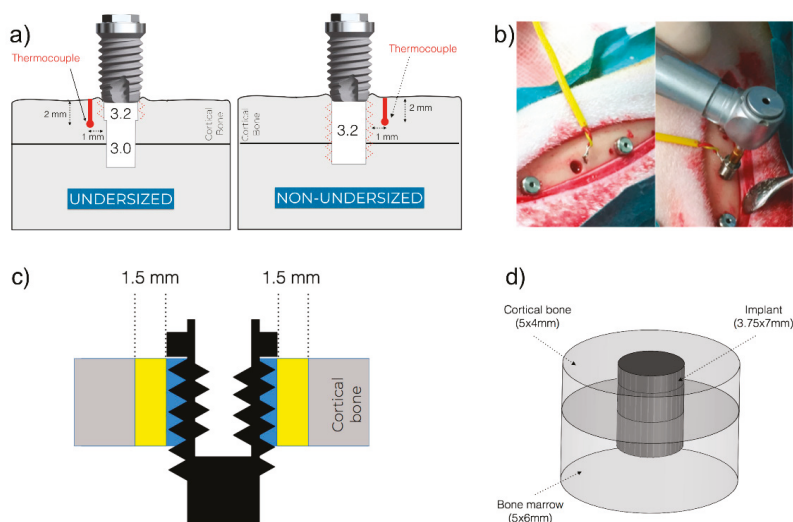 a)
Thermocouple
2 mm
1 mm
3.2
3.0
Cortical
Bone
UNDERSIZED
Thermocouple
2 mm
1 mm
3.2
Cortical
Bone
NON-UNDERSIZED
b)
c)
1.5 mm
1.5 mm
Cortical
bone
d)
Cortical bone
(5x4mm)
Implant
(3.75x7mm)
Bone marrow
(5x6mm)